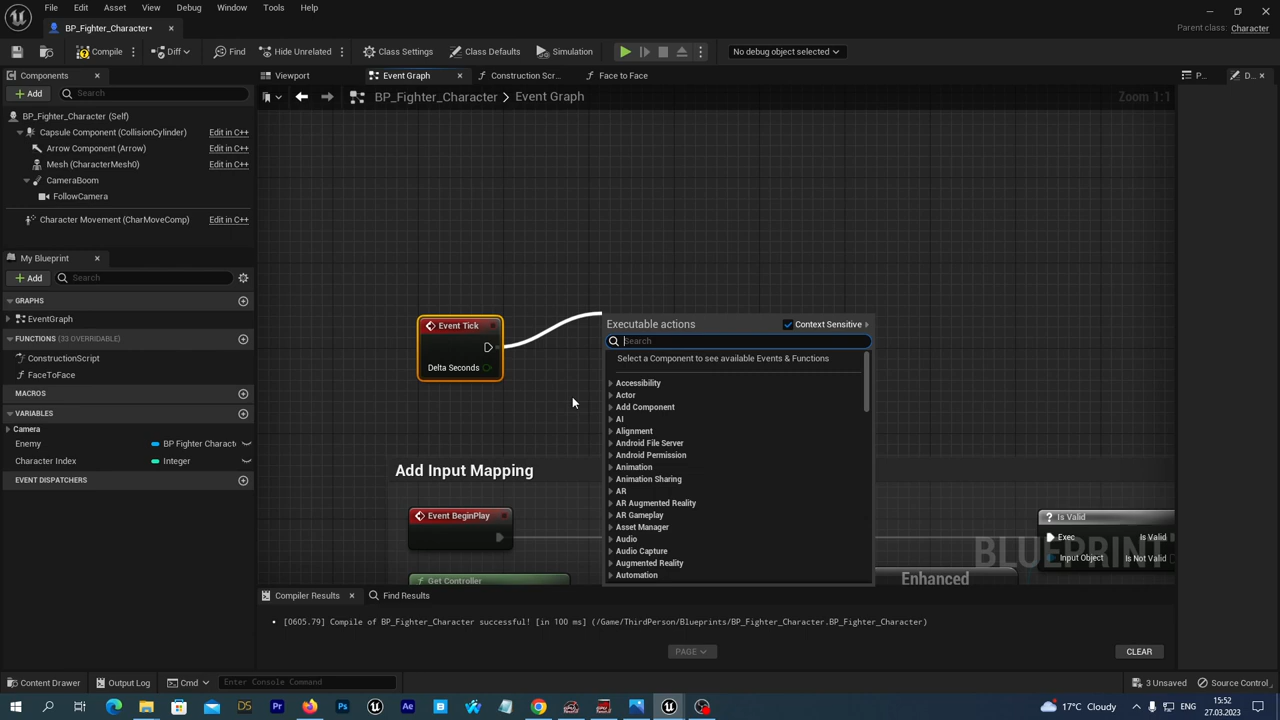 File Edit Asset View Debug Window Tools Help
BP_Fighter_Character*
Parent class: Character
Compile Diff Find Hide Unrelated Class Settings Class Defaults Simulation No debug object selected
Components Viewport Event Graph Construction Scr... Face to Face P... D...
Add Search
BP_Fighter_Character > Event Graph Zoom 1:1
BP_Fighter_Character (Self)
Capsule Component (CollisionCylinder) Edit in C++
Arrow Component (Arrow) Edit in C++
Mesh (CharacterMesh0) Edit in C++
CameraBoom
FollowCamera
Character Movement (CharMoveComp) Edit in C++
My Blueprint
Add Search
GRAPHS
EventGraph
FUNCTIONS (33 OVERRIDABLE)
ConstructionScript
FaceToFace
MACROS
VARIABLES
Camera
Enemy BP Fighter Charact
Character Index Integer
EVENT DISPATCHERS
Event Tick
Delta Seconds
Executable actions Context Sensitive
Search
Select a Component to see available Events & Functions
Accessibility
Actor
Add Component
AI
Alignment
Android File Server
Android Permission
Animation
Animation Sharing
AR
AR Augmented Reality
AR Gameplay
Asset Manager
Audio
Audio Capture
Augmented Reality
Automation
Add Input Mapping
Event BeginPlay
Get Controller
Is Valid
Exec Is Valid
Input Object Is Not Valid
BLUEPRIN
Enhanced
Compiler Results Find Results
[0605.79] Compile of BP_Fighter_Character successful! [in 100 ms] (/Game/ThirdPerson/Blueprints/BP_Fighter_Character.BP_Fighter_Character)
PAGE CLEAR
Content Drawer Output Log Cmd Enter Console Command 3 Unsaved Source Control
17°C Cloudy ENG 15:52
27.03.2023